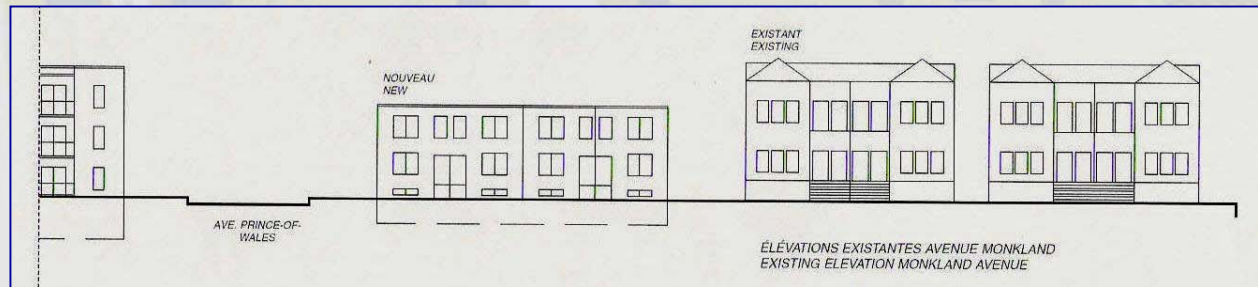 NOUVEAU
NEW
EXISTANT
EXISTING
AVE. PRINCE-OF-
WALES
ÉLÉVATIONS EXISTANTES AVENUE MONKLAND
EXISTING ELEVATION MONKLAND AVENUE